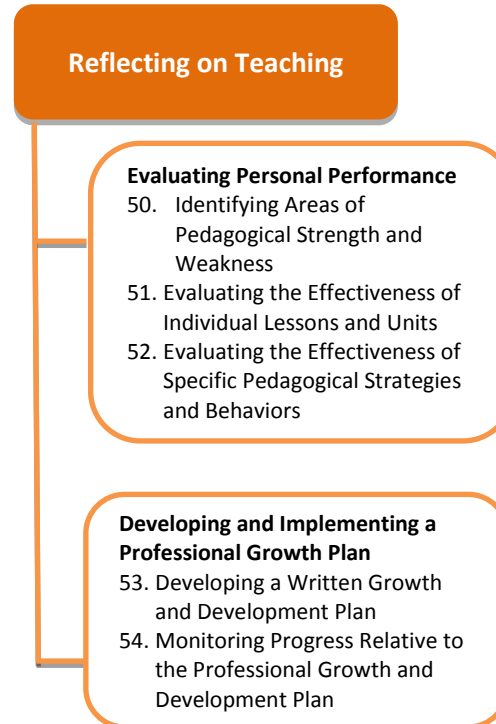 Reflecting on Teaching
Evaluating Personal Performance
50. Identifying Areas of
Pedagogical Strength and
Weakness
51. Evaluating the Effectiveness of
Individual Lessons and Units
52. Evaluating the Effectiveness of
Specific Pedagogical Strategies
and Behaviors
Developing and Implementing a
Professional Growth Plan
53. Developing a Written Growth
and Development Plan
54. Monitoring Progress Relative to
the Professional Growth and
Development Plan